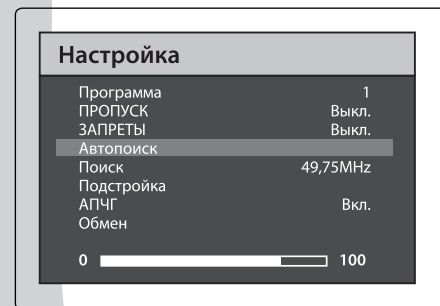 Настройка
Программа 1
ПРОПУСК Выкл.
ЗАПРЕТЫ Выкл.
Автопоиск
Поиск 49,75MHz
Подстройка
АПЧГ Вкл.
Обмен
0 100